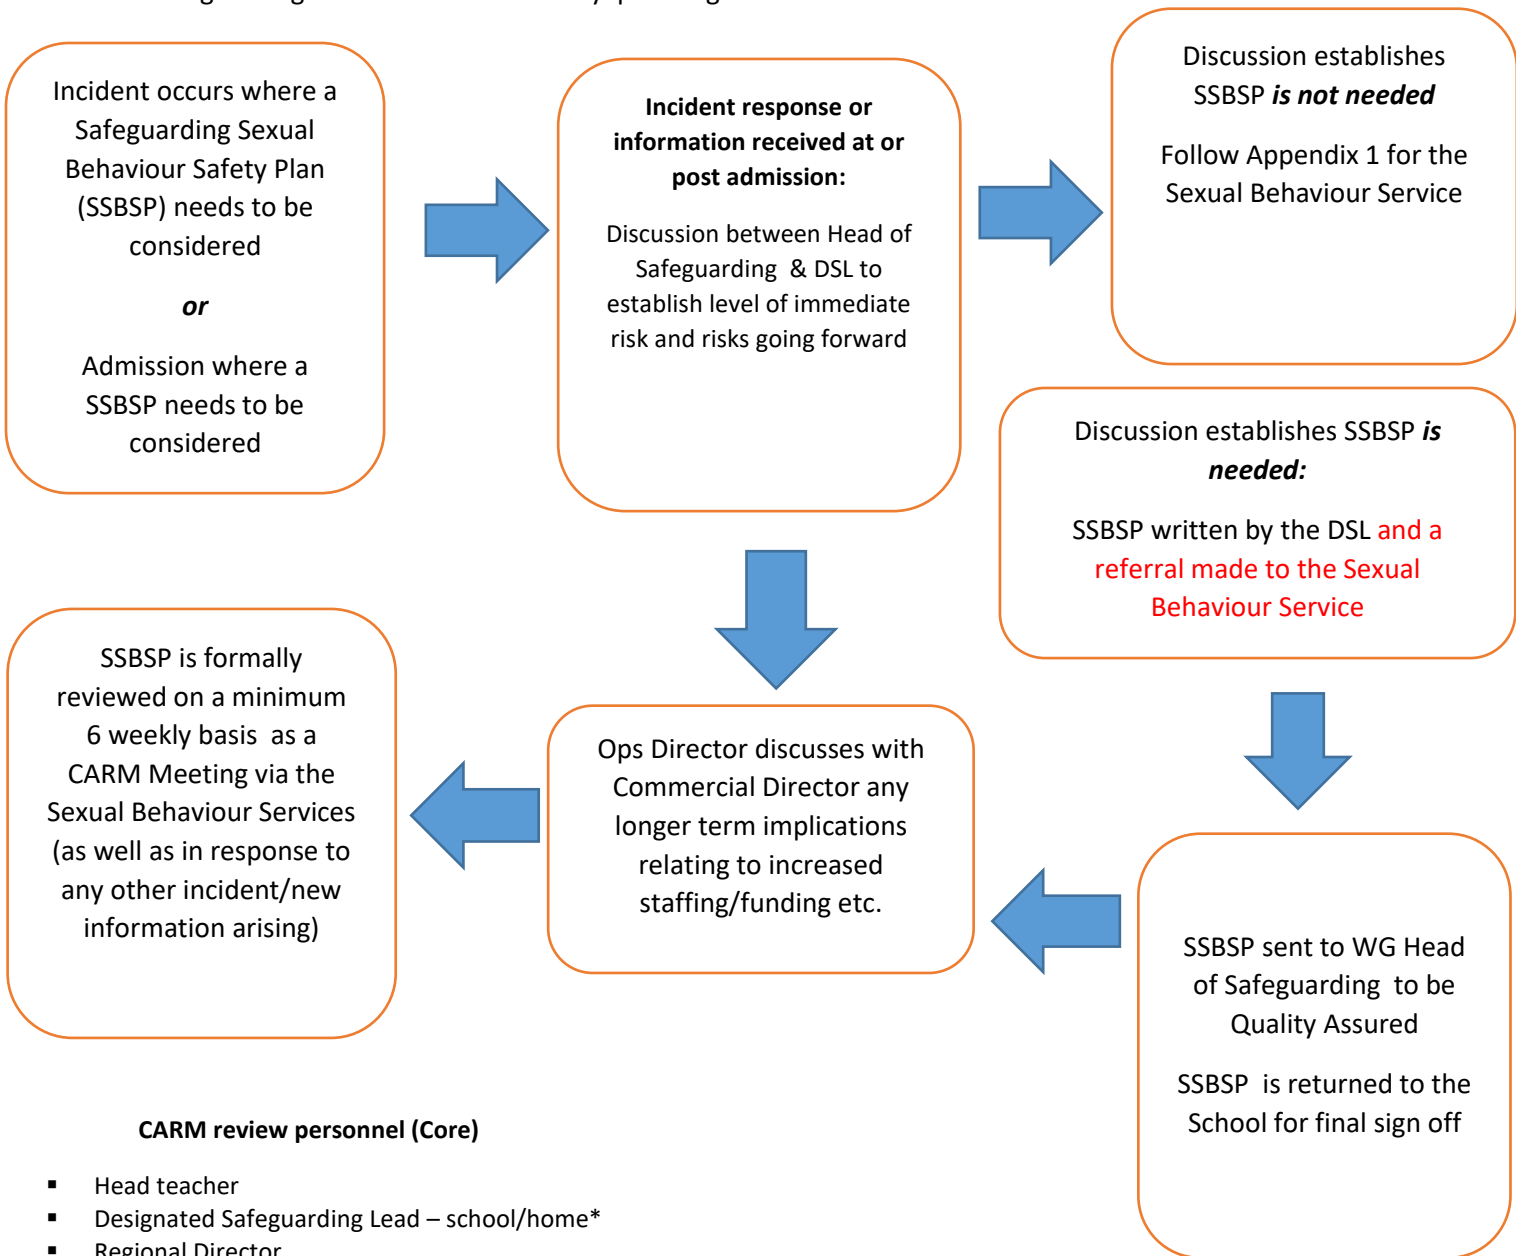 Incident occurs where a
Safeguarding Sexual
Behaviour Safety Plan
(SSBSP) needs to be
considered
or
Admission where a
SSBSP needs to be
considered
Incident response or
information received at or
post admission:
Discussion between Head of
Safeguarding & DSL to
establish level of immediate
risk and risks going forward
Discussion establishes
SSBSP is not needed
Follow Appendix 1 for the
Sexual Behaviour Service
Discussion establishes SSBSP is
needed:
SSBSP written by the DSL and a
referral made to the Sexual
Behaviour Service
SSBSP sent to WG Head
of Safeguarding to be
Quality Assured
SSBSP is returned to the
School for final sign off
Ops Director discusses with
Commercial Director any
longer term implications
relating to increased
staffing/funding etc.
SSBSP is formally
reviewed on a minimum
6 weekly basis as a
CARM Meeting via the
Sexual Behaviour Services
(as well as in response to
any other incident/new
information arising)
CARM review personnel (Core)
▪ Head teacher
▪ Designated Safeguarding Lead – school/home*
▪ Regional Director